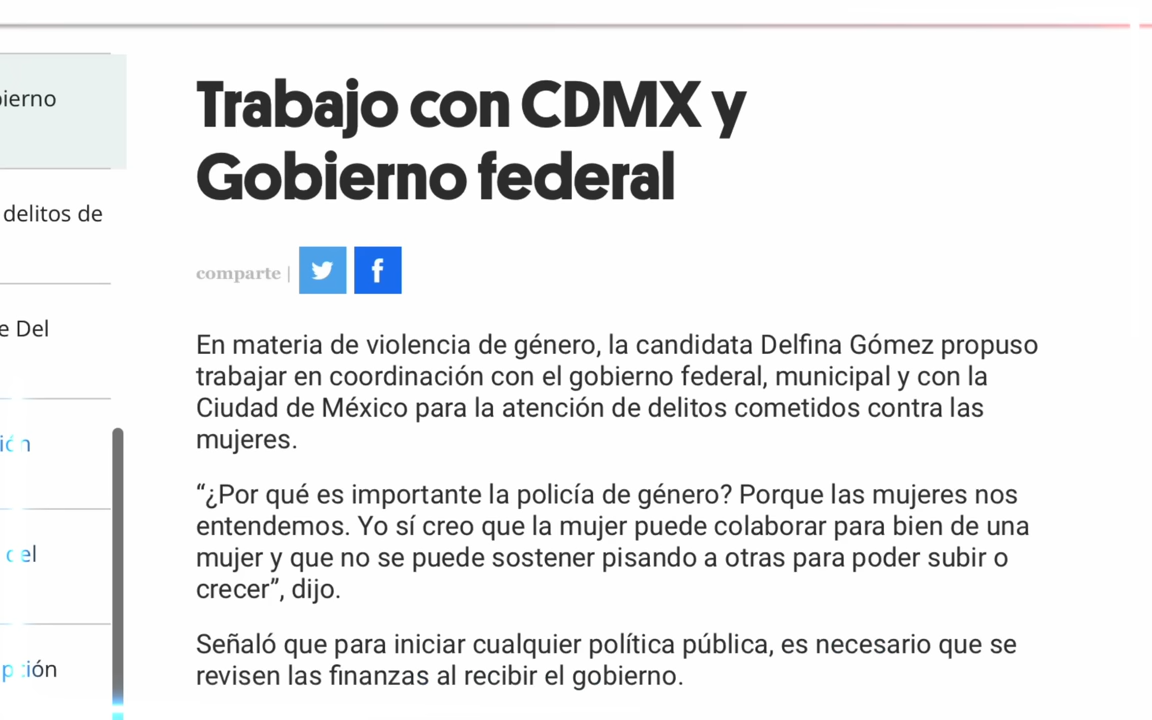 Trabajo con CDMX y
Gobierno federal
comparte |
delitos de
e Del
En materia de violencia de género, la candidata Delfina Gómez propuso
trabajar en coordinación con el gobierno federal, municipal y con la
Ciudad de México para la atención de delitos cometidos contra las
mujeres.
“¿Por qué es importante la policía de género? Porque las mujeres nos
entendemos. Yo sí creo que la mujer puede colaborar para bien de una
mujer y que no se puede sostener pisando a otras para poder subir o
crecer”, dijo.
Señaló que para iniciar cualquier política pública, es necesario que se
revisen las finanzas al recibir el gobierno.